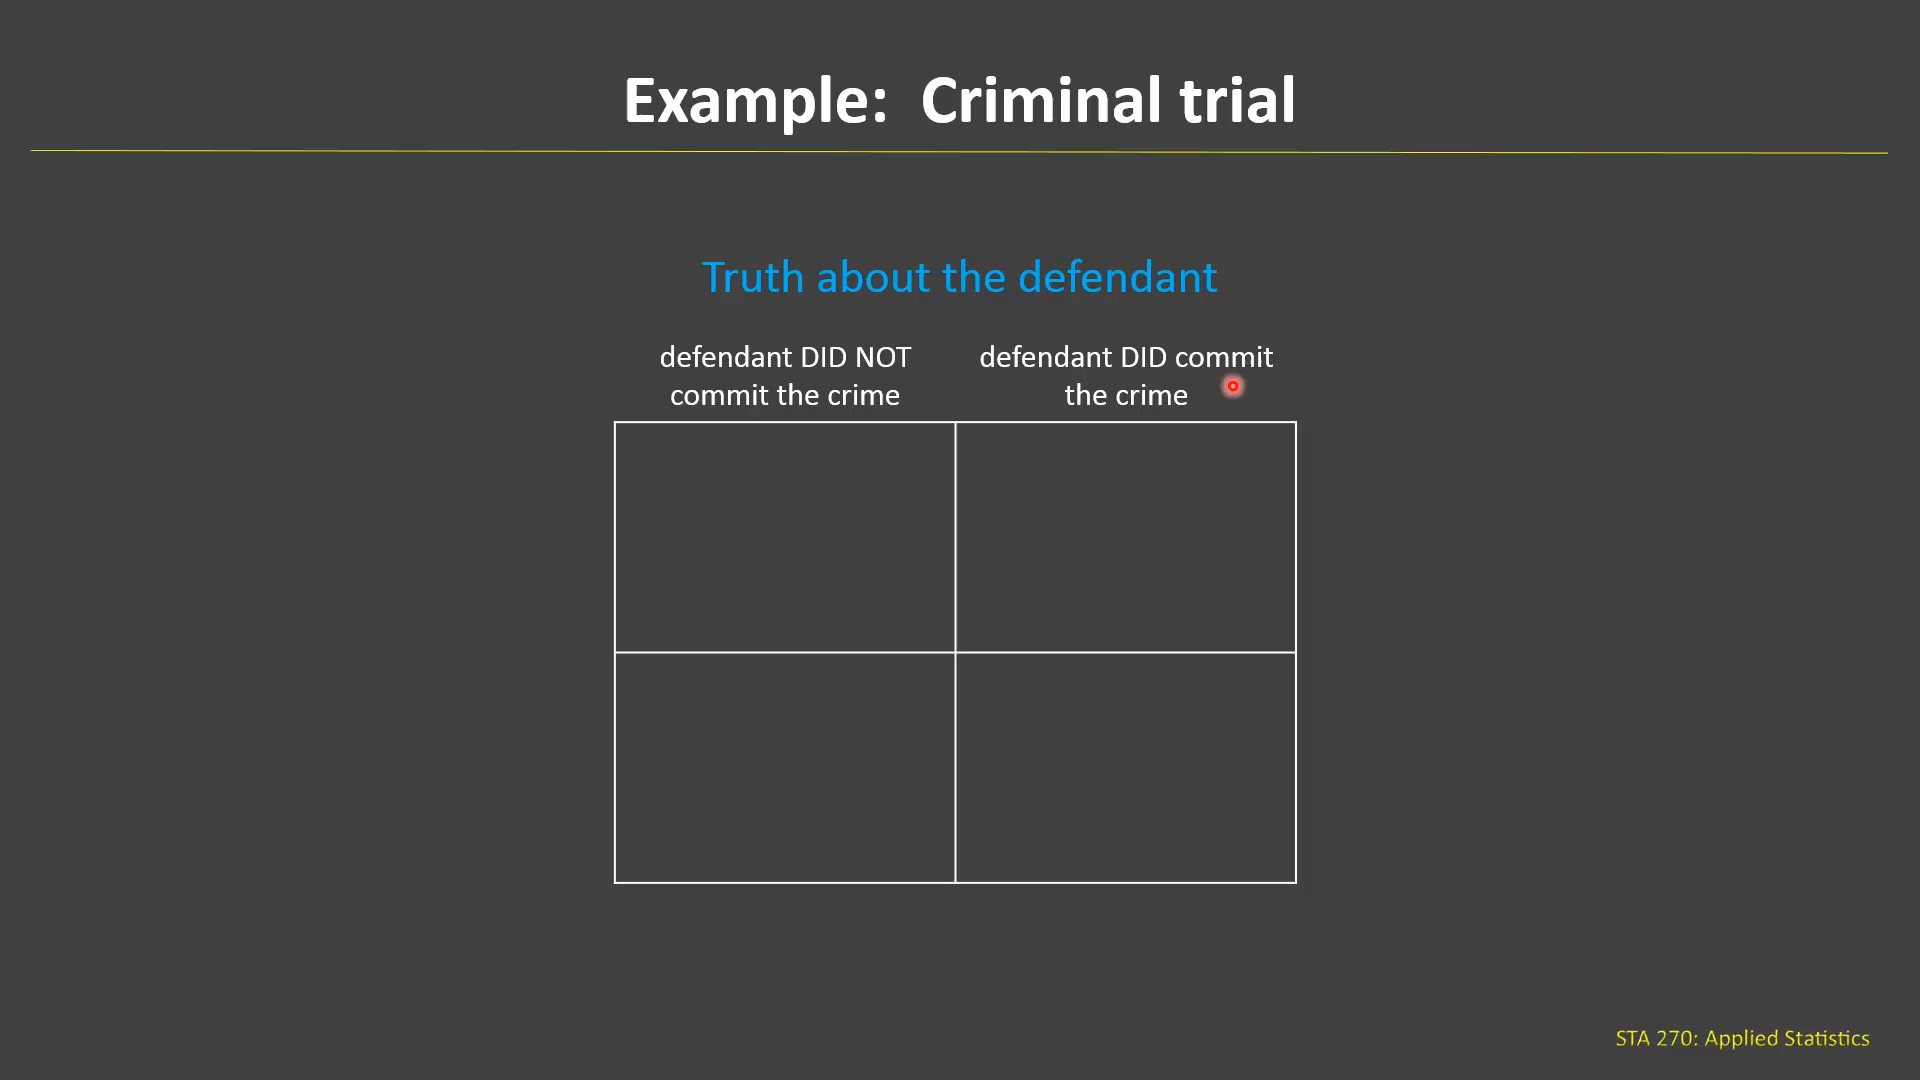 Example: Criminal trial
Truth about the defendant
defendant DID NOT
commit the crime
defendant DID commit
the crime
STA 270: Applied Statistics